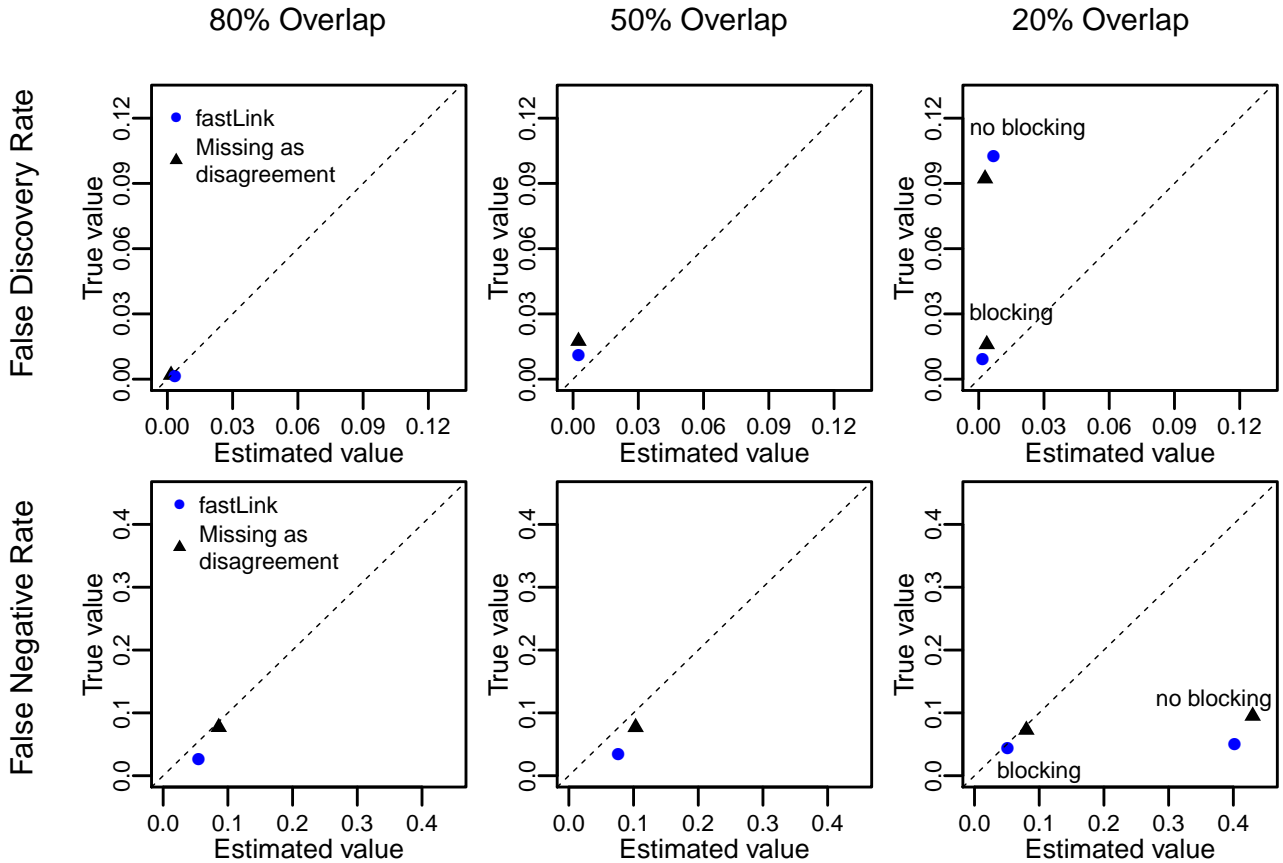 80% Overlap
50% Overlap
20% Overlap
False Discovery Rate
True value
0.00 0.03 0.06 0.09 0.12
fastLink
Missing as
disagreement
0.00 0.03 0.06 0.09 0.12
Estimated value
True value
0.00 0.03 0.06 0.09 0.12
0.00 0.03 0.06 0.09 0.12
Estimated value
True value
0.00 0.03 0.06 0.09 0.12
no blocking
blocking
0.00 0.03 0.06 0.09 0.12
Estimated value
False Negative Rate
True value
0.0 0.1 0.2 0.3 0.4
fastLink
Missing as
disagreement
0.0 0.1 0.2 0.3 0.4
Estimated value
True value
0.0 0.1 0.2 0.3 0.4
0.0 0.1 0.2 0.3 0.4
Estimated value
True value
0.0 0.1 0.2 0.3 0.4
no blocking
blocking
0.0 0.1 0.2 0.3 0.4
Estimated value